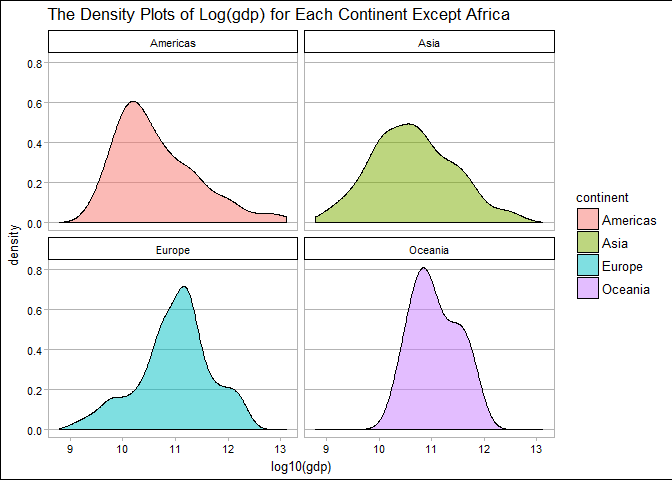 The Density Plots of Log(gdp) for Each Continent Except Africa
Americas
Asia
0.8
0.6
0.4
0.2
0.0
Europe
Oceania
0.8
0.6
0.4
0.2
0.0
9 10 11 12 13
9 10 11 12 13
log10(gdp)
density
continent
Americas
Asia
Europe
Oceania